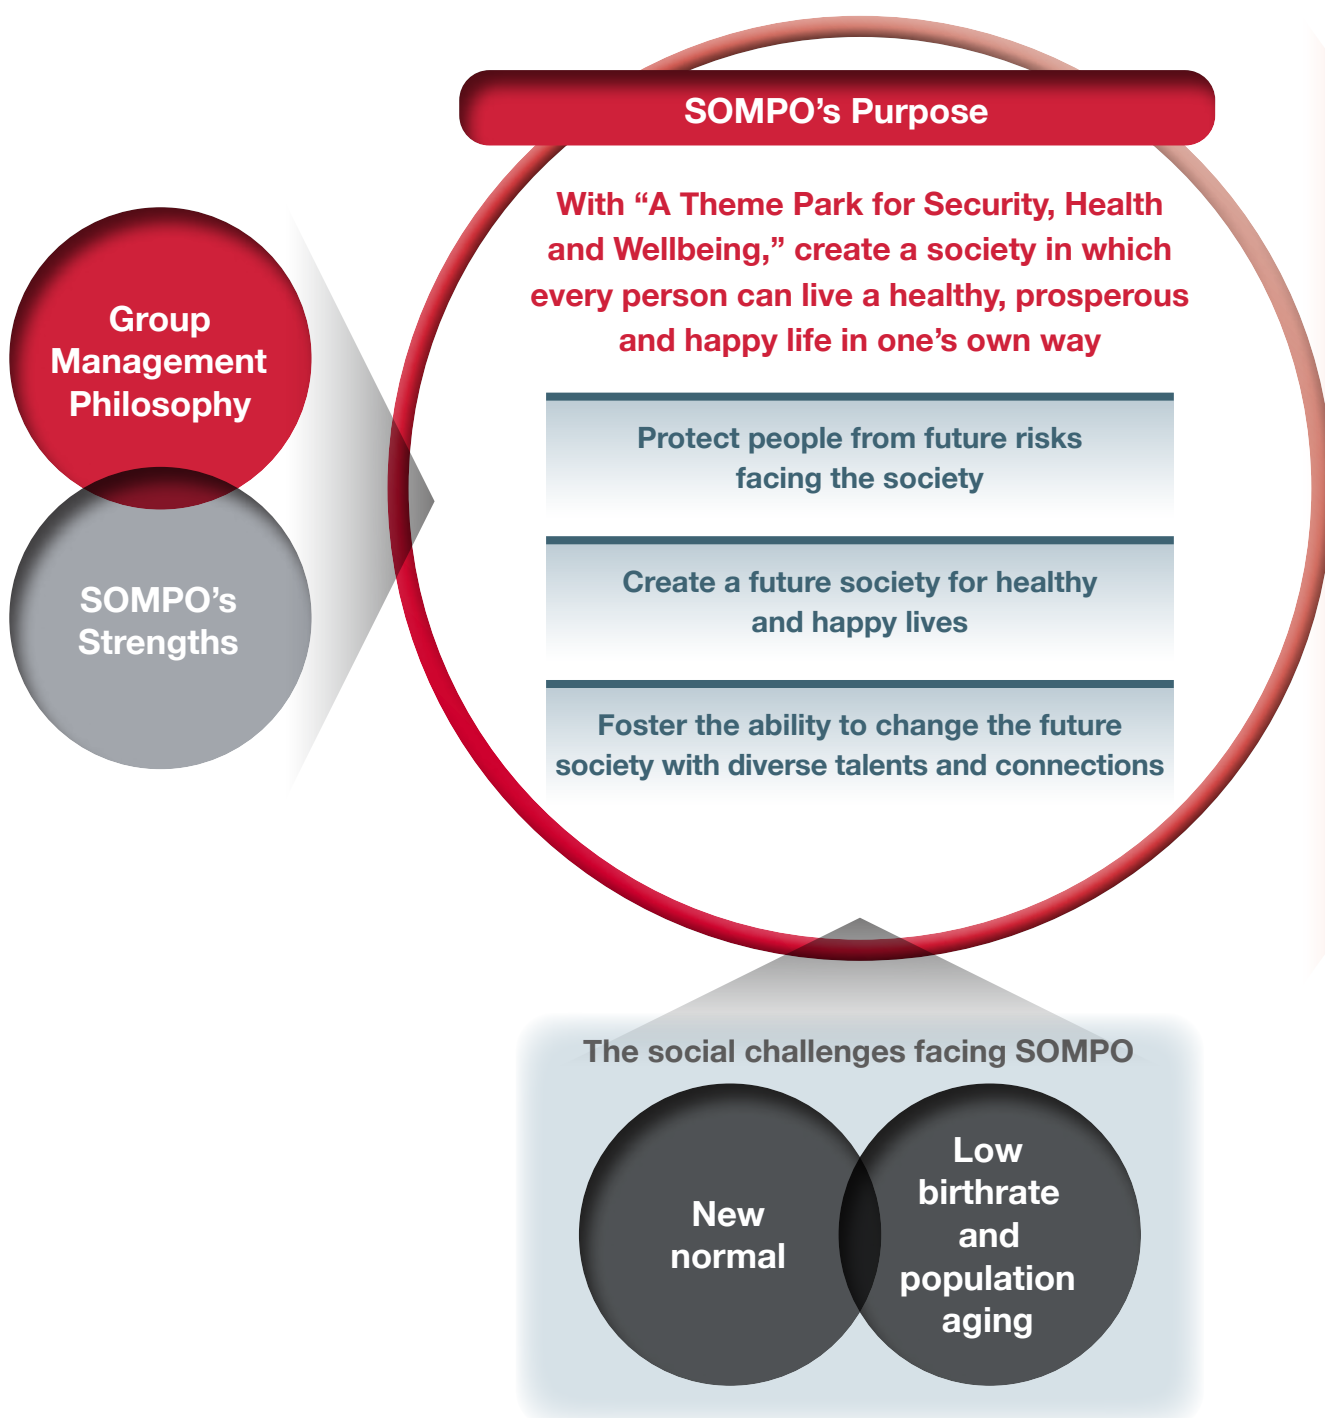 SOMPO’s Purpose
With “A Theme Park for Security, Health
and Wellbeing,” create a society in which
every person can live a healthy, prosperous
and happy life in one’s own way
Group
Management
Philosophy
SOMPO’s
Strengths
Protect people from future risks
facing the society
Create a future society for healthy
and happy lives
Foster the ability to change the future
society with diverse talents and connections
The social challenges facing SOMPO
New
normal
Low
birthrate
and
population
aging